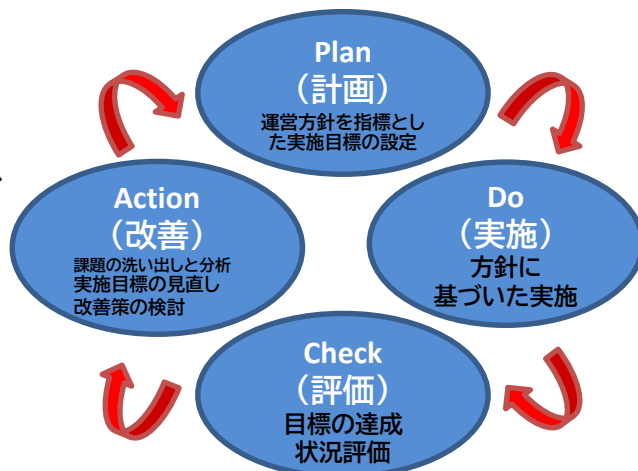 Plan
（計画）
運営方針を指標とし
た実施目標の設定
Do
（実施）
方針に
基づいた実施
Check
（評価）
目標の達成
状況評価
Action
（改善）
課題の洗い出しと分析
実施目標の見直し
改善策の検討